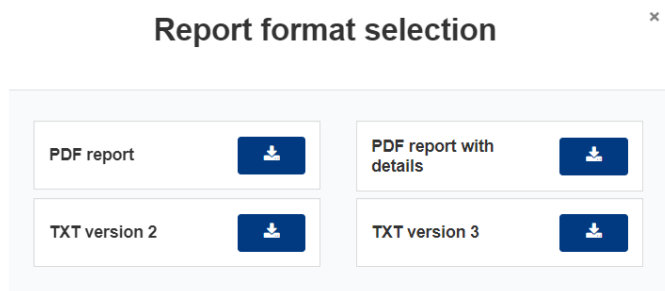 Report format selection
×
PDF report
PDF report with
details
TXT version 2
TXT version 3